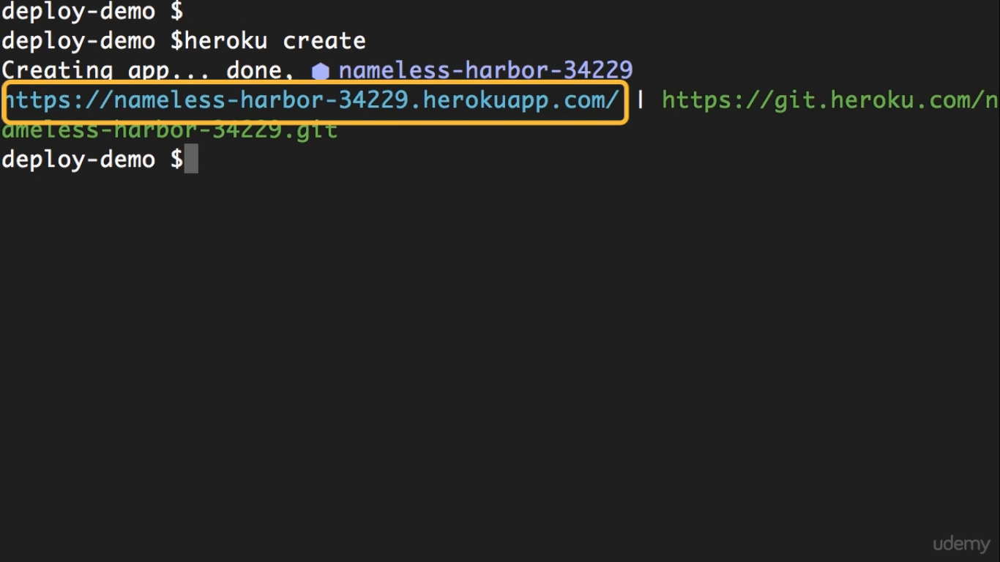 deploy-demo $
deploy-demo $heroku create
Creating app... done, ⬢ nameless-harbor-34229
https://nameless-harbor-34229.herokuapp.com/ | https://git.heroku.com/n
ameless-harbor-34229.git
deploy-demo $
udemy